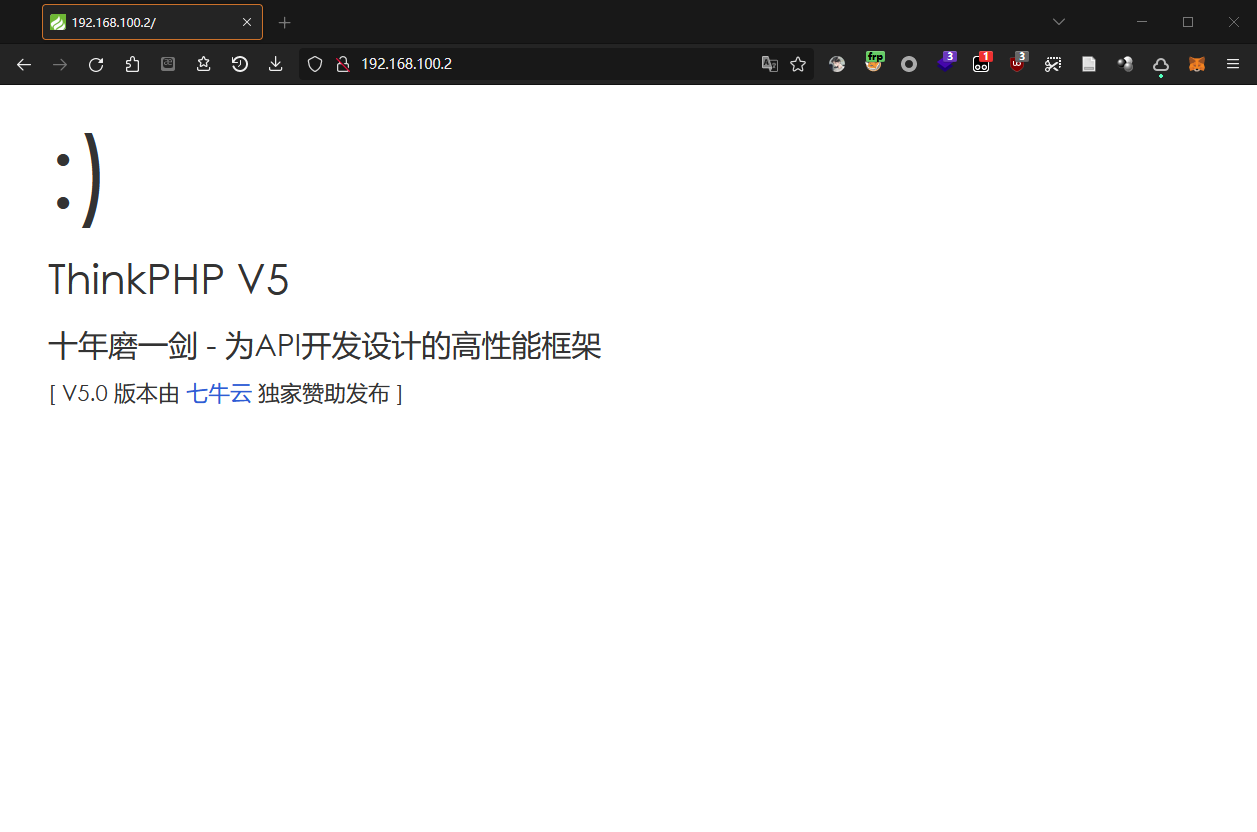 192.168.100.2/
192.168.100.2
frp
3
1
3
:)
ThinkPHP V5
十年磨一剑 - 为API开发设计的高性能框架
[ V5.0 版本由 七牛云 独家赞助发布 ]